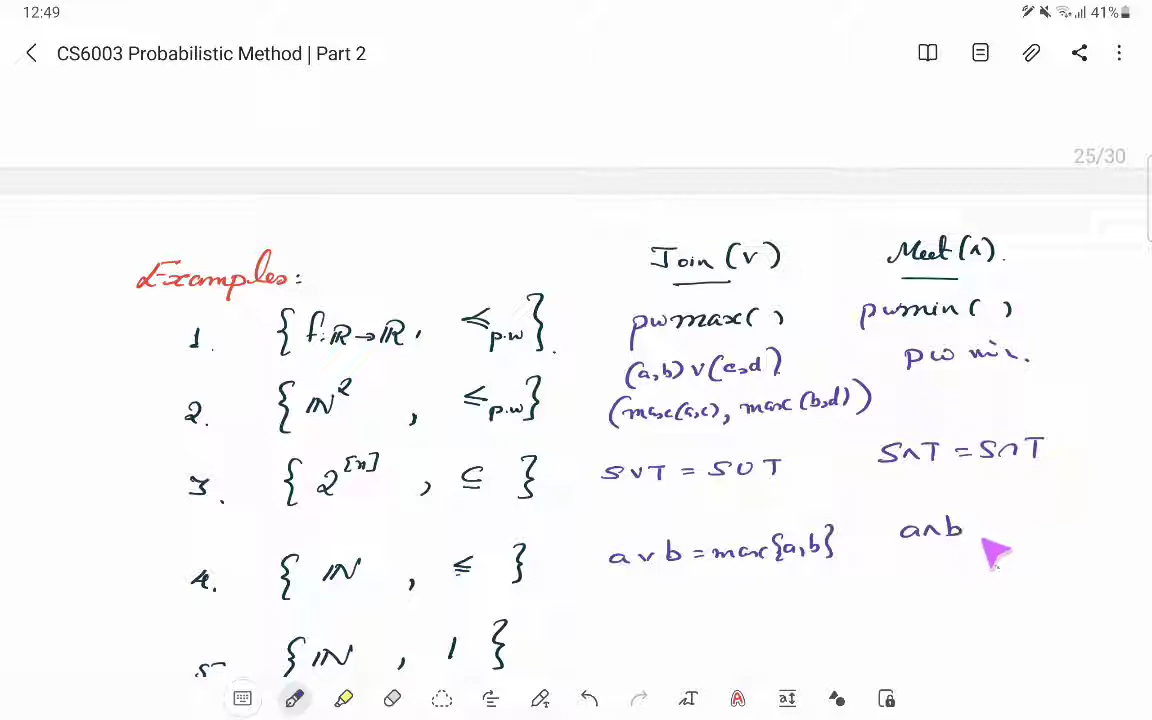 12:49 41%
CS6003 Probabilistic Method | Part 2
25/30
Examples: Join (∨) Meet (∧).
1. { f: ℝ→ℝ, ≤p.w }. pwmax( ) pwmin ( )
(a,b) ∨ (c,d) pw min.
2. { ℕ², ≤p.w } (max(a,c), max(b,d))
3. { 2^[n], ⊆ } S∨T = S∪T S∧T = S∩T
4. { ℕ, ≤ } a∨b = max{a,b} a∧b
5 { ℕ, | }